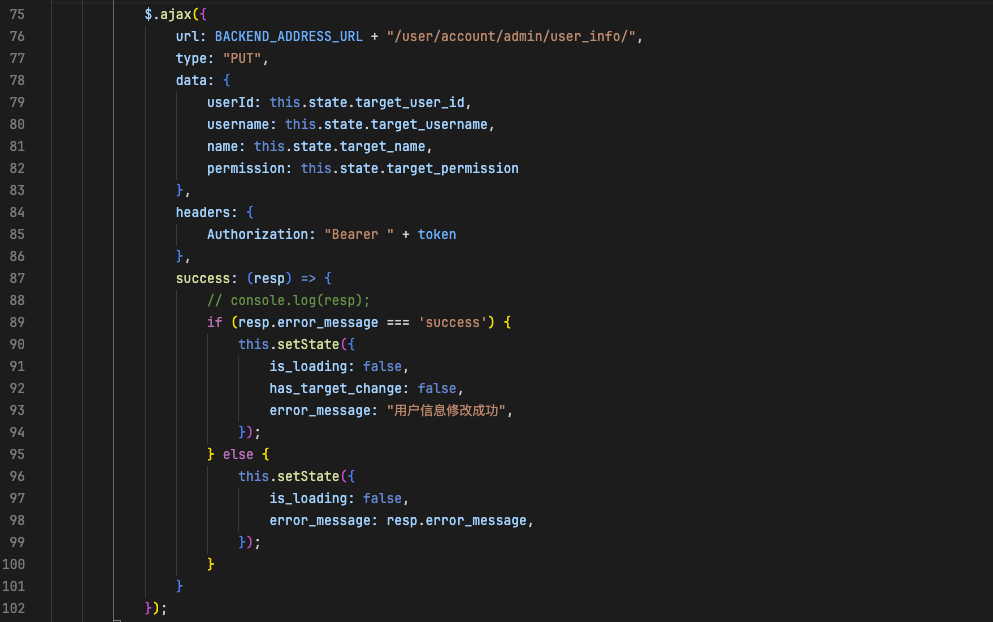 75 $.ajax({
76 url: BACKEND_ADDRESS_URL + "/user/account/admin/user_info/",
77 type: "PUT",
78 data: {
79 userId: this.state.target_user_id,
80 username: this.state.target_username,
81 name: this.state.target_name,
82 permission: this.state.target_permission
83 },
84 headers: {
85 Authorization: "Bearer " + token
86 },
87 success: (resp) => {
88 // console.log(resp);
89 if (resp.error_message === 'success') {
90 this.setState({
91 is_loading: false,
92 has_target_change: false,
93 error_message: "用户信息修改成功",
94 });
95 } else {
96 this.setState({
97 is_loading: false,
98 error_message: resp.error_message,
99 });
100 }
101 }
102 });